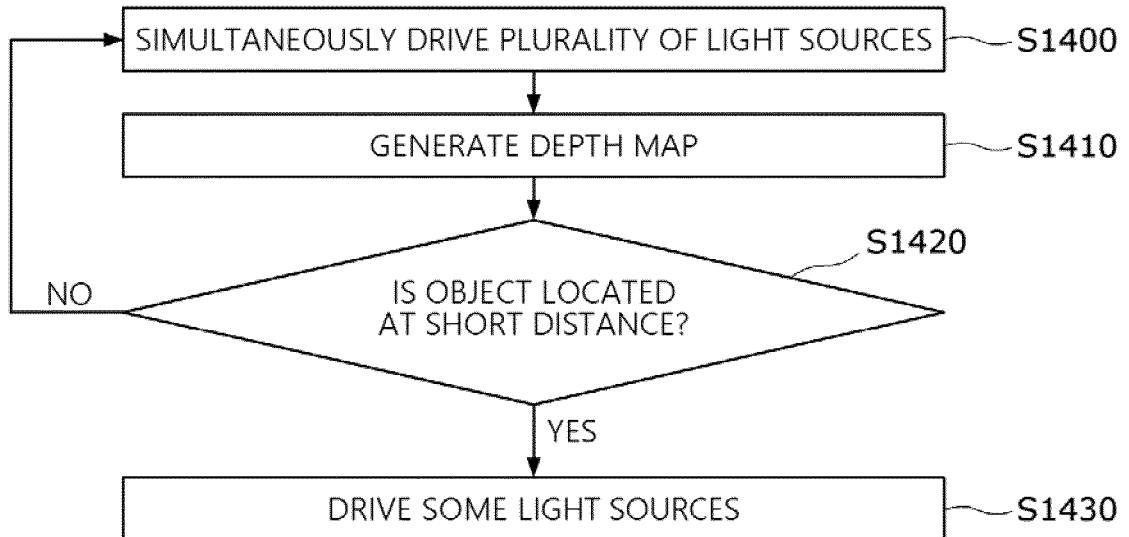 SIMULTANEOUSLY DRIVE PLURALITY OF LIGHT SOURCES
S1400
GENERATE DEPTH MAP
S1410
S1420
NO
IS OBJECT LOCATED
AT SHORT DISTANCE?
YES
DRIVE SOME LIGHT SOURCES
S1430